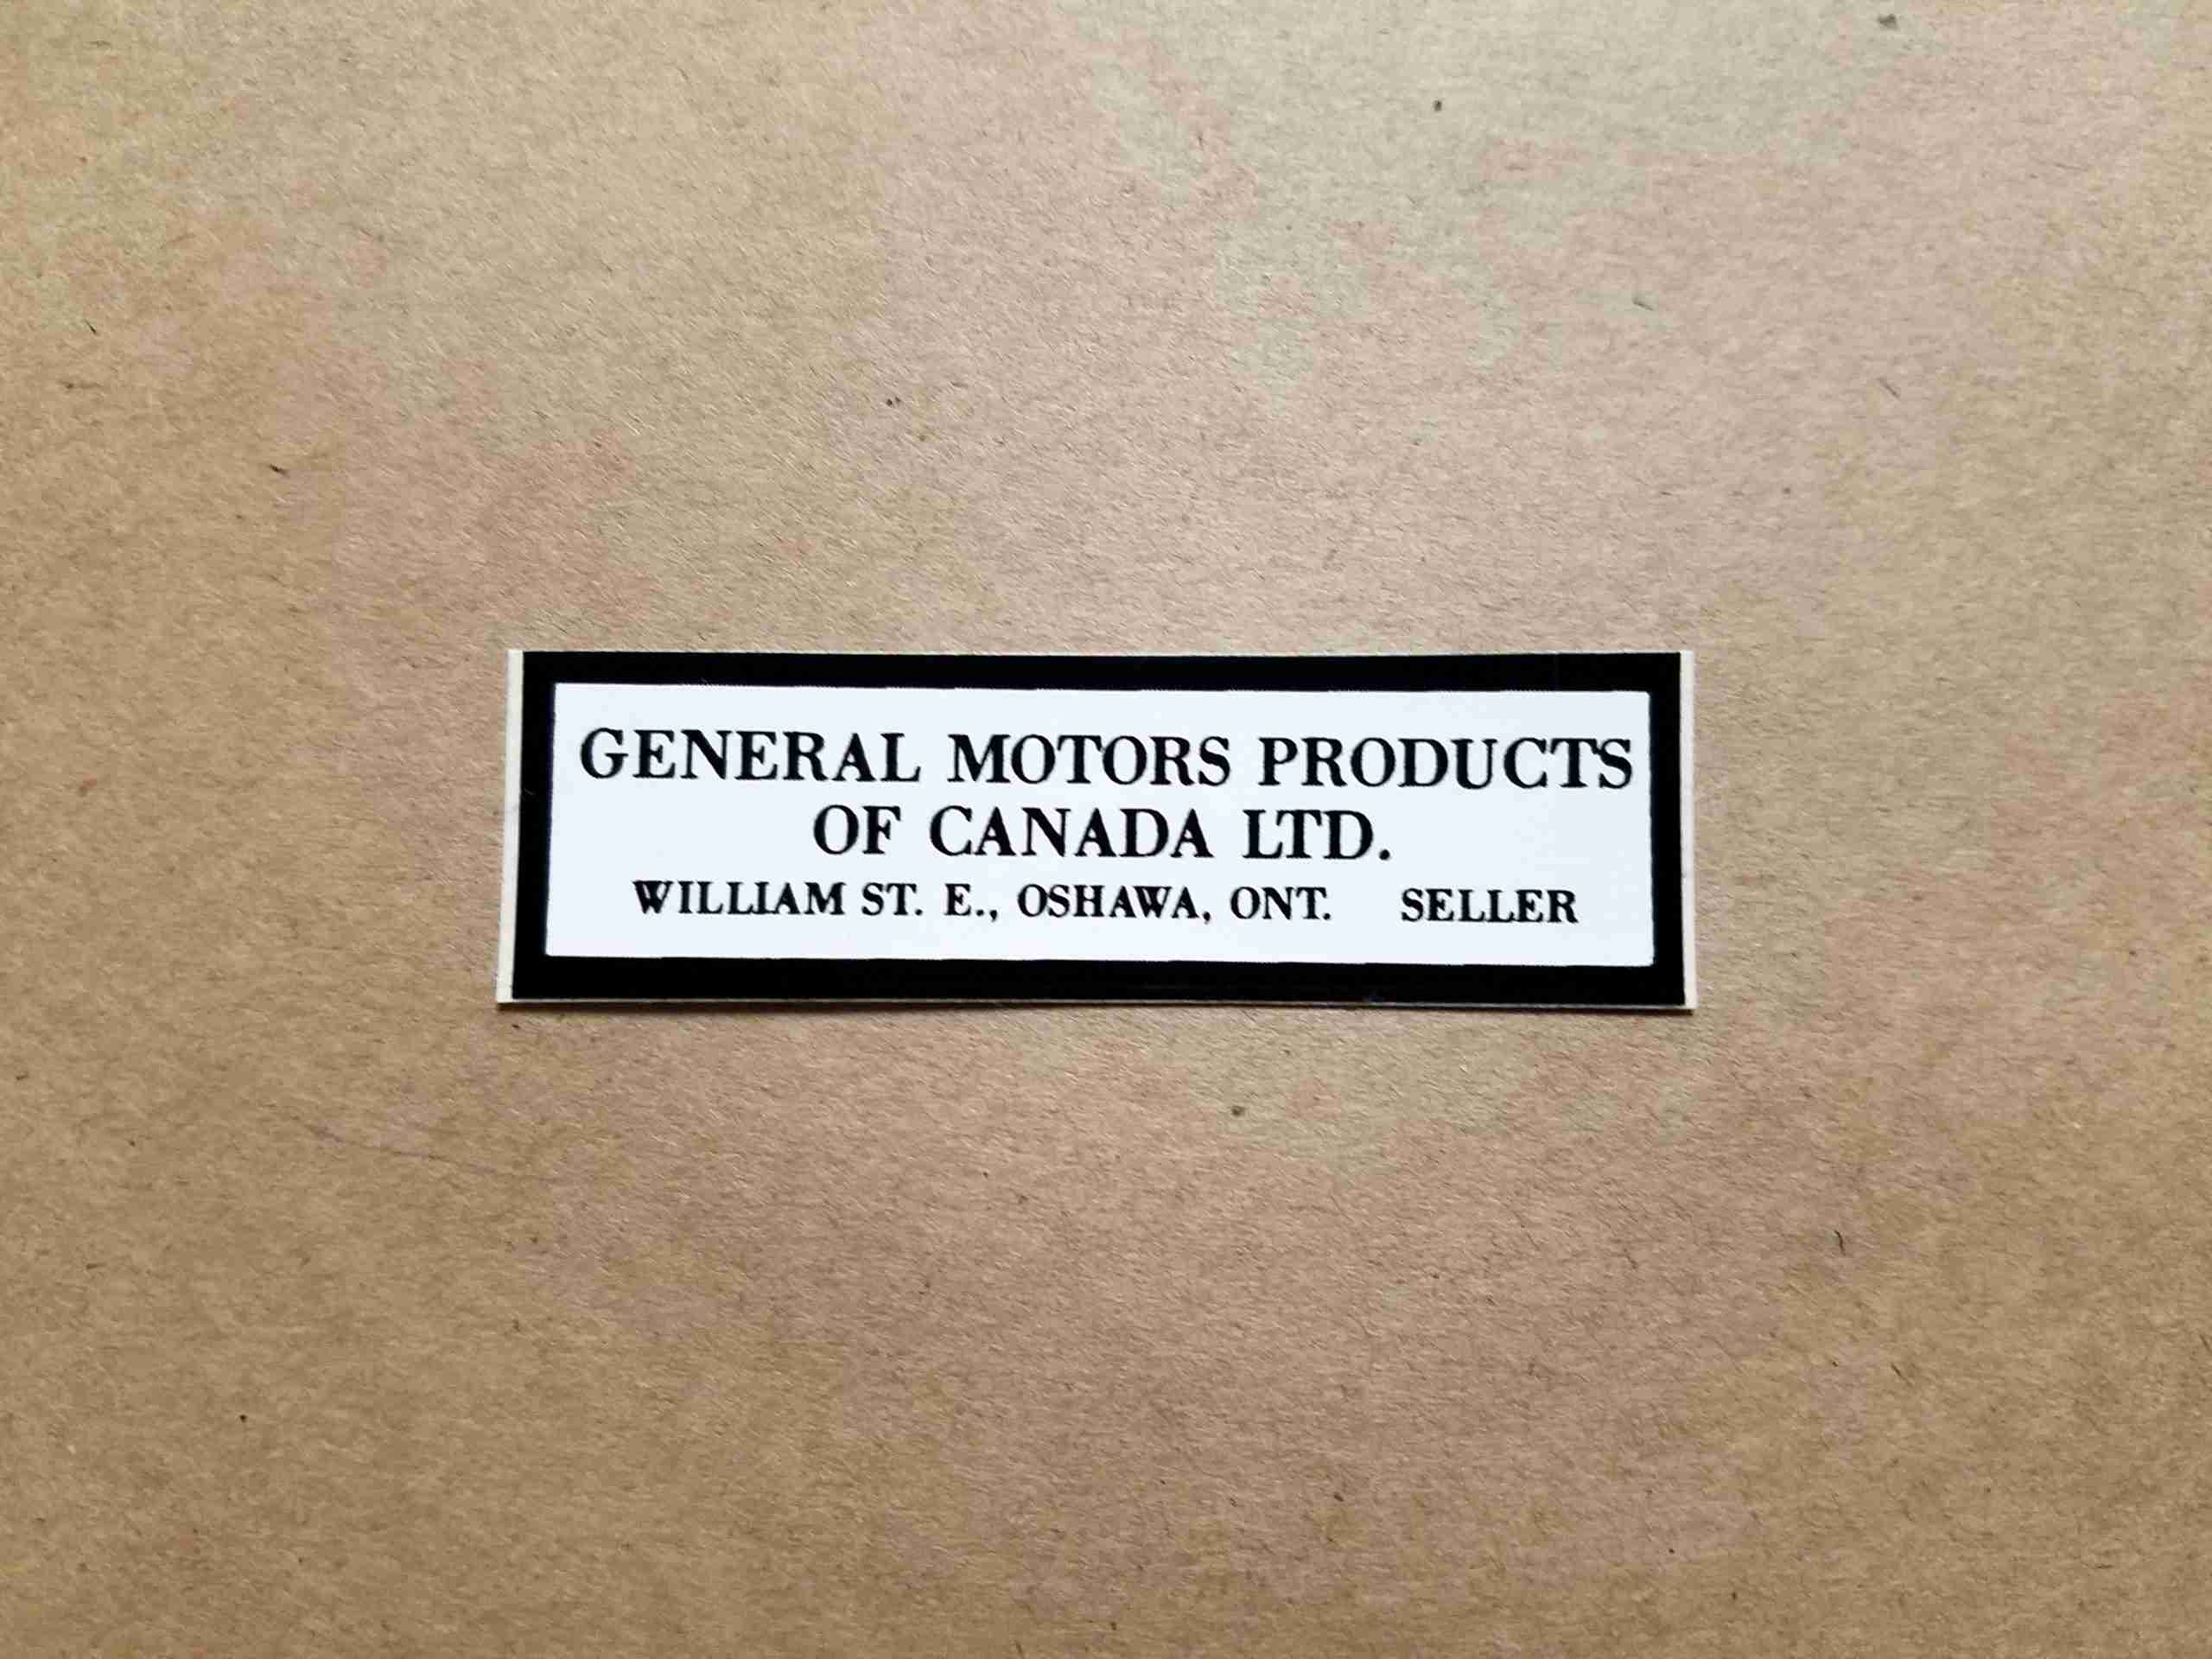 GENERAL MOTORS PRODUCTS
OF CANADA LTD.
WILLIAM ST. E., OSHAWA, ONT. SELLER